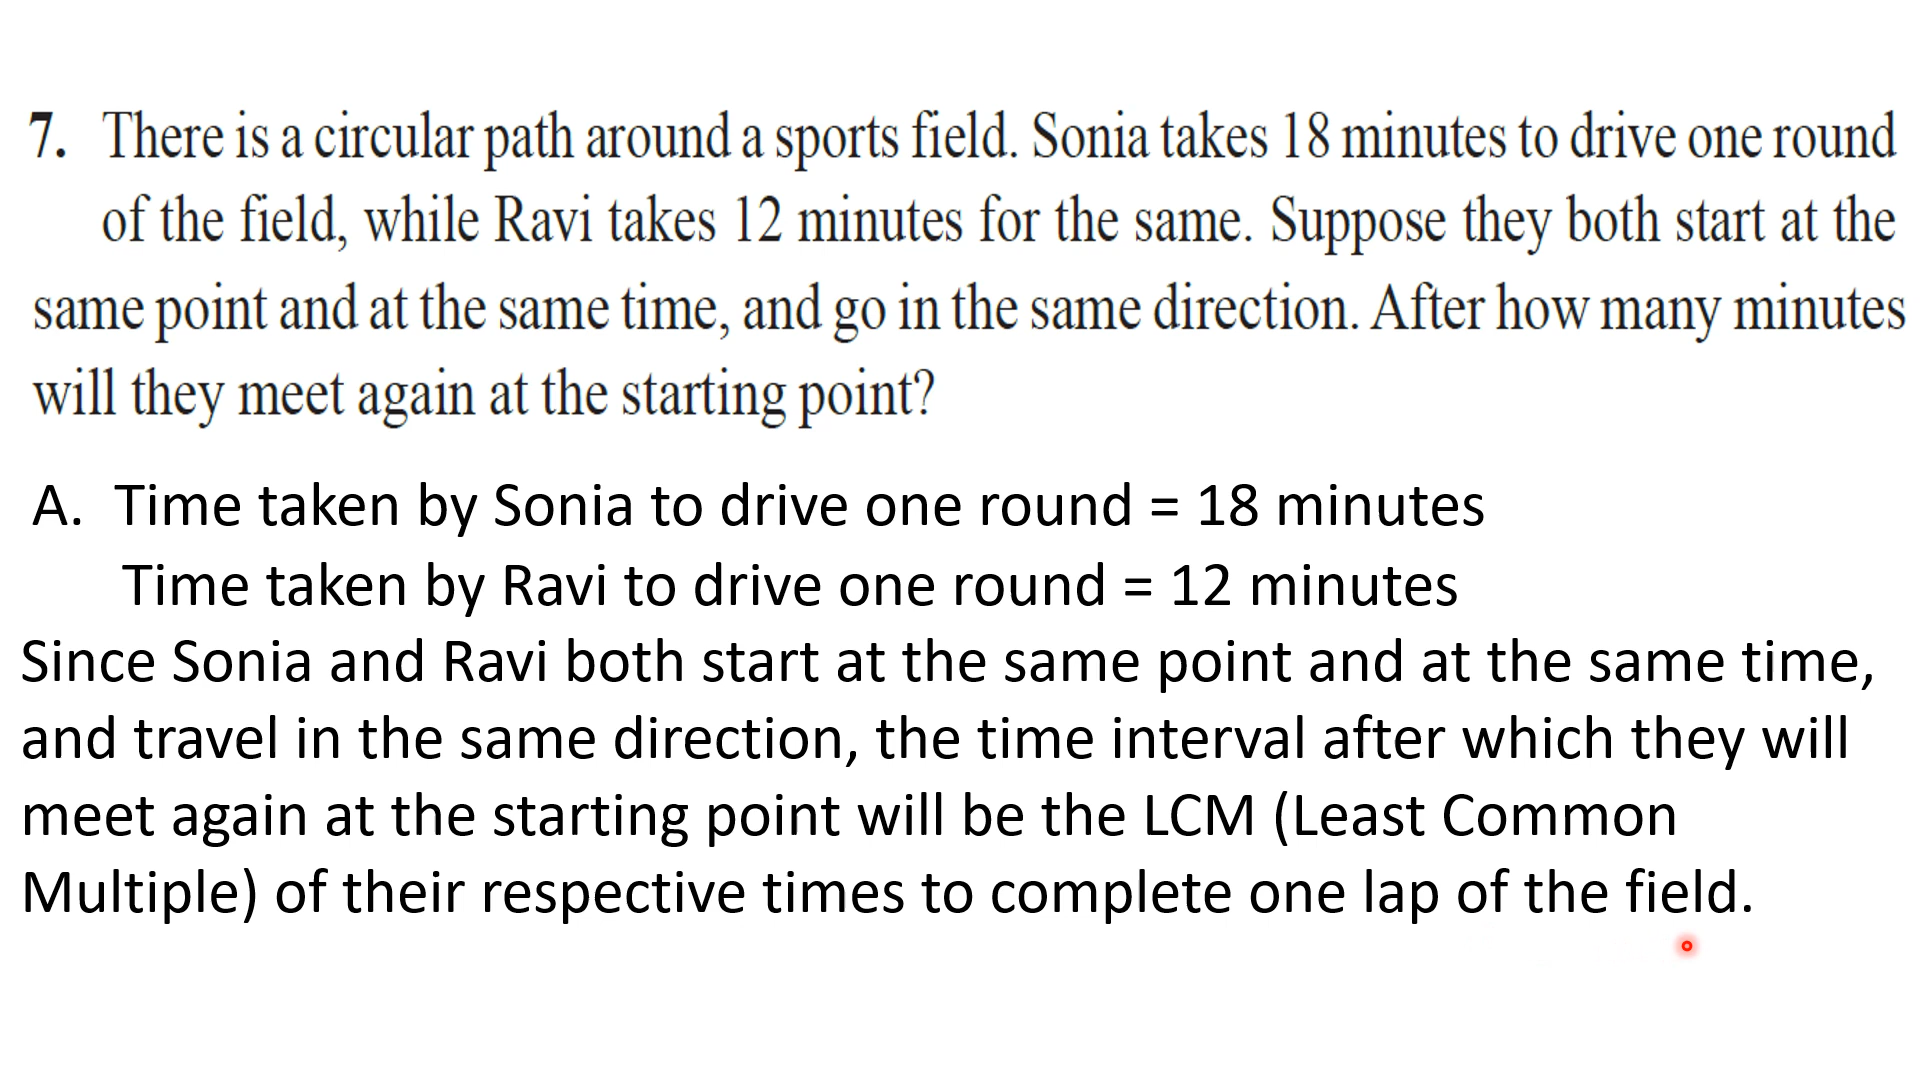 7. There is a circular path around a sports field. Sonia takes 18 minutes to drive one round
of the field, while Ravi takes 12 minutes for the same. Suppose they both start at the
same point and at the same time, and go in the same direction. After how many minutes
will they meet again at the starting point?
A. Time taken by Sonia to drive one round = 18 minutes
Time taken by Ravi to drive one round = 12 minutes
Since Sonia and Ravi both start at the same point and at the same time,
and travel in the same direction, the time interval after which they will
meet again at the starting point will be the LCM (Least Common
Multiple) of their respective times to complete one lap of the field.